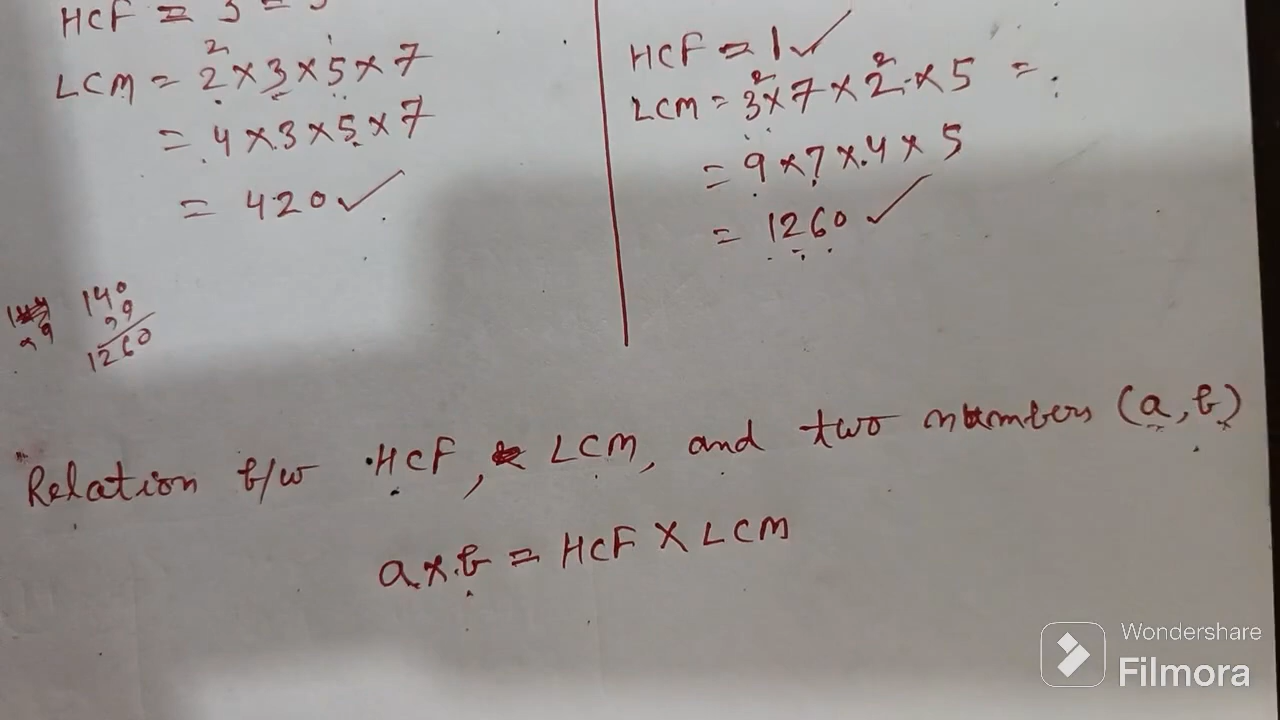 HCF = 3 = 3
LCM = 2² × 3 × 5 × 7
= 4 × 3 × 5 × 7
= 420 ✓
HCF = 1 ✓
LCM = 3² × 7 × 2² × 5 =
= 9 × 7 × 4 × 5
= 1260 ✓
140
×9
1260
Relation b/w HCF, LCM, and two numbers (a, b)
a × b = HCF × LCM
Wondershare
Filmora